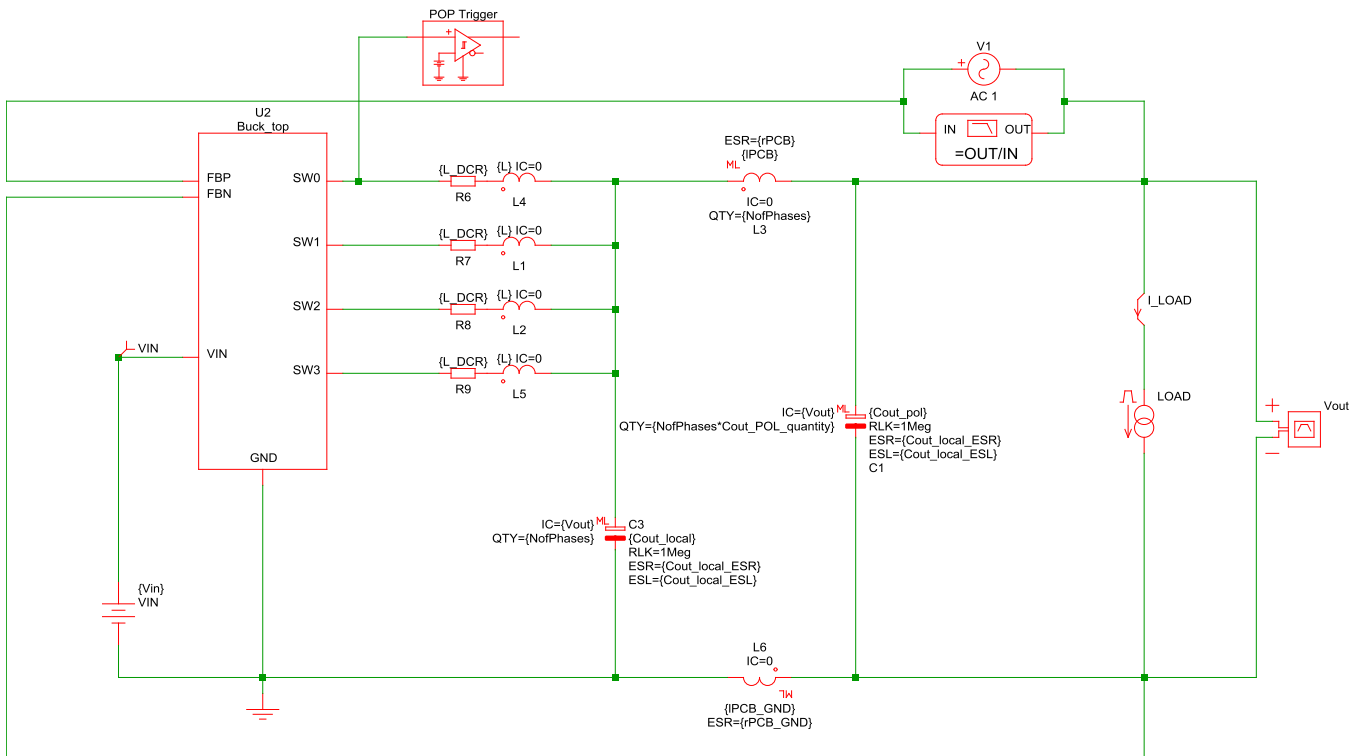 POP Trigger
V1
AC 1
IN
OUT
=OUT/IN
U2
Buck_top
FBP
FBN
SW0
SW1
SW2
SW3
VIN
GND
VIN
{Vin}
VIN
{L_DCR}
R6
{L} IC=0
L4
{L_DCR}
R7
{L} IC=0
L1
{L_DCR}
R8
{L} IC=0
L2
{L_DCR}
R9
{L} IC=0
L5
ESR={rPCB}
{lPCB}
ML
IC=0
QTY={NofPhases}
L3
I_LOAD
LOAD
Vout
IC={Vout}
QTY={NofPhases*Cout_POL_quantity}
ML
{Cout_pol}
RLK=1Meg
ESR={Cout_local_ESR}
ESL={Cout_local_ESL}
C1
IC={Vout}
QTY={NofPhases}
ML
C3
{Cout_local}
RLK=1Meg
ESR={Cout_local_ESR}
ESL={Cout_local_ESL}
L6
IC=0
ML
{lPCB_GND}
ESR={rPCB_GND}